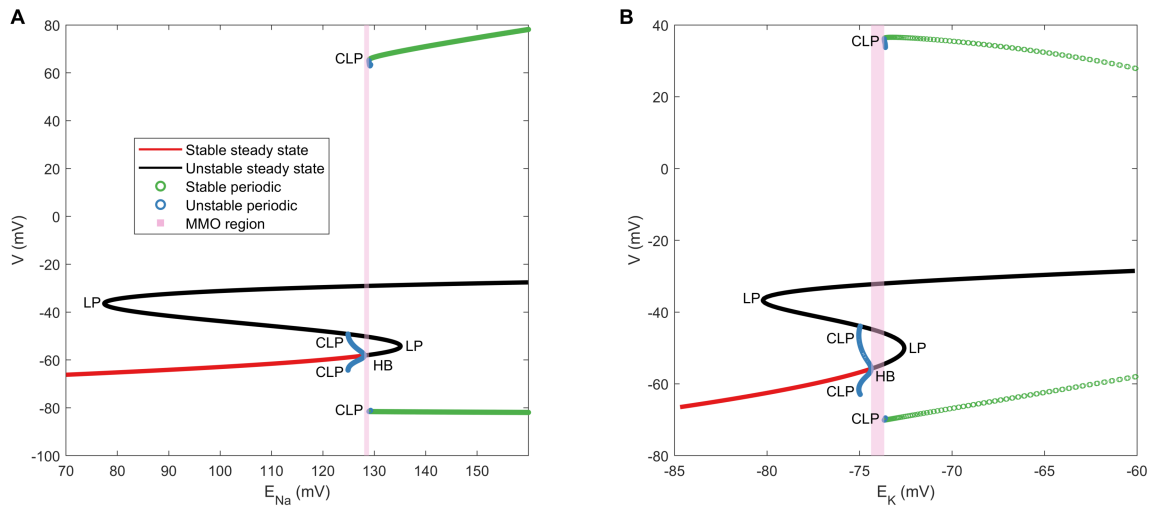 A
80
60
40
20
0
-20
-40
-60
-80
-100
V (mV)
CLP
Stable steady state
Unstable steady state
Stable periodic
Unstable periodic
MMO region
LP
CLP
LP
HB
CLP
CLP
70
80
90
100
110
120
130
140
150
E_Na (mV)
B
40
20
0
-20
-40
-60
-80
V (mV)
CLP
LP
CLP
LP
HB
CLP
CLP
-85
-80
-75
-70
-65
-60
E_K (mV)